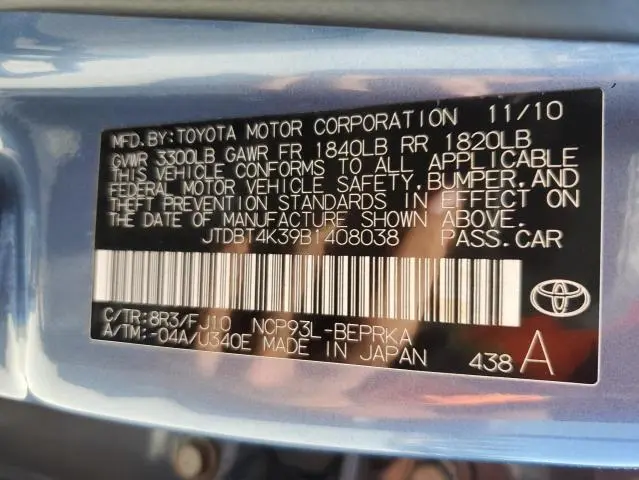 MFD.BY:TOYOTA MOTOR CORPORATION 11/10
GVWR 3300LB GAWR FR 1840LB RR 1820LB
THIS VEHICLE CONFORMS TO ALL APPLICABLE
FEDERAL MOTOR VEHICLE SAFETY, BUMPER, AND
THEFT PREVENTION STANDARDS IN EFFECT ON
THE DATE OF MANUFACTURE SHOWN ABOVE.
JTDBT4K39B1408038 PASS.CAR
C/TR:8R3/FJ10 NCP93L-BEPRKA
A/TM:-04A/U340E MADE IN JAPAN 438 A